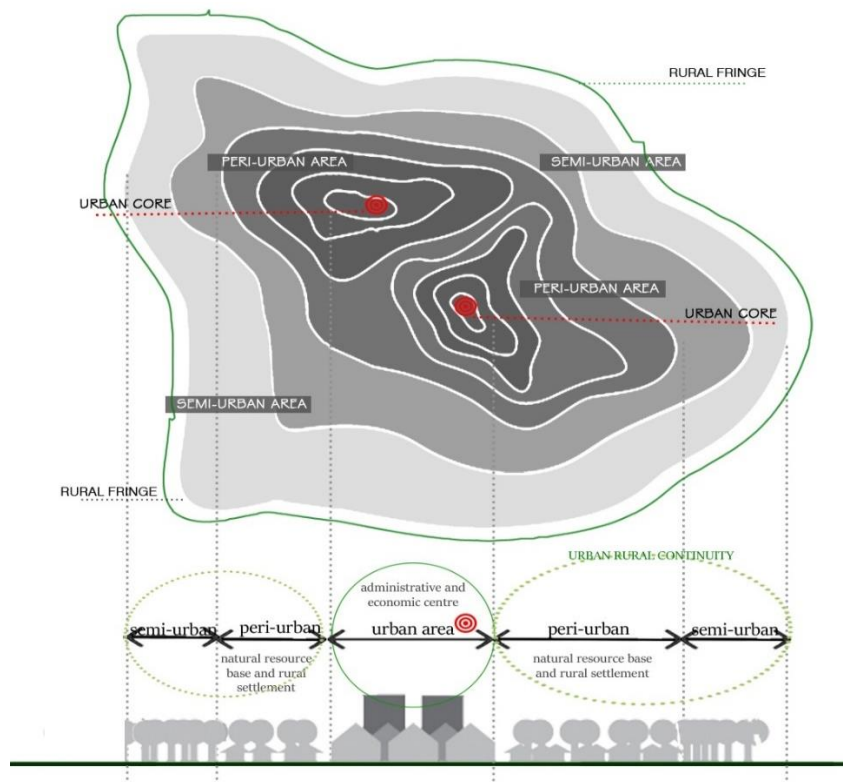 RURAL FRINGE
PERI-URBAN AREA
SEMI-URBAN AREA
URBAN CORE
PERI-URBAN AREA
URBAN CORE
SEMI-URBAN AREA
RURAL FRINGE
URBAN RURAL CONTINUITY
administrative and
economic centre
semi-urban
peri-urban
urban area
peri-urban
semi-urban
natural resource
base and rural
settlement
natural resource base
and rural settlement